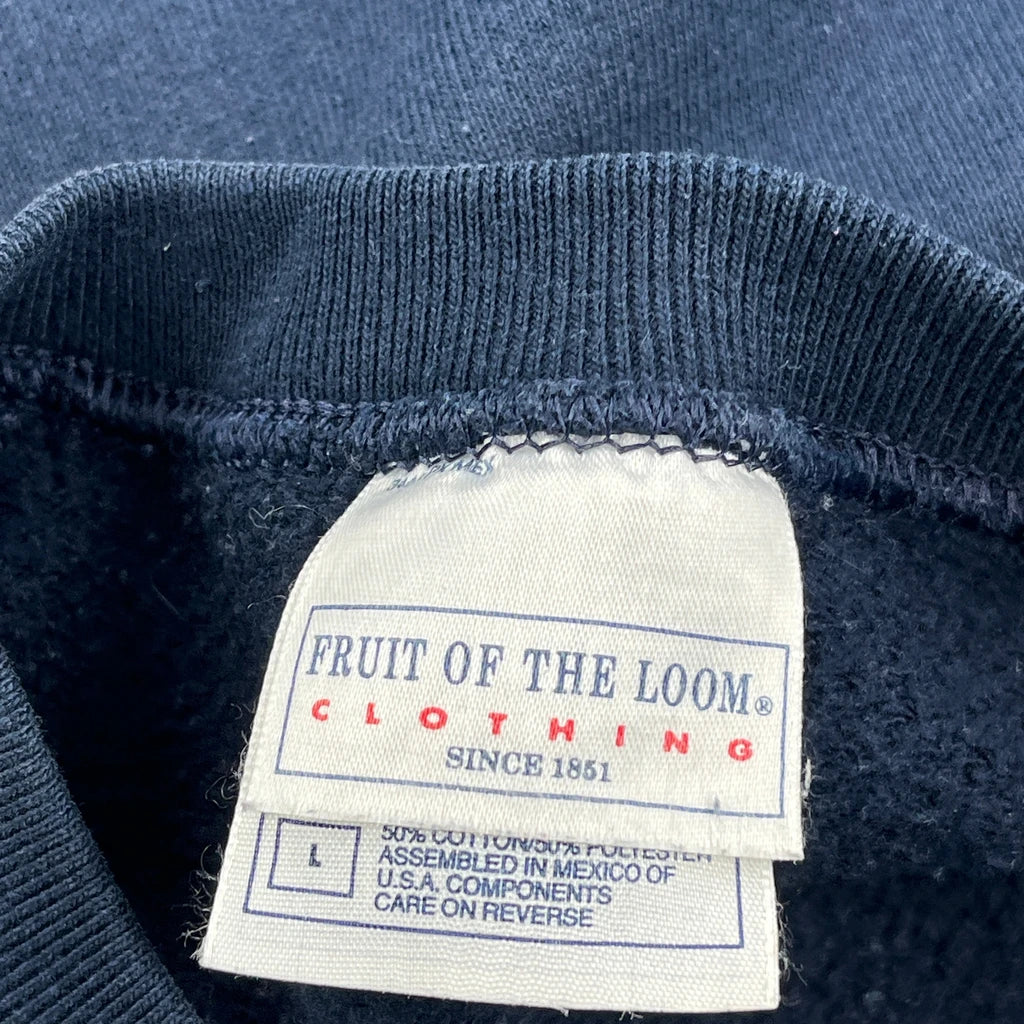 FRUIT OF THE LOOM®
CLOTHING
SINCE 1851
L
50% COTTON/50% POLYESTER
ASSEMBLED IN MEXICO OF
U.S.A. COMPONENTS
CARE ON REVERSE